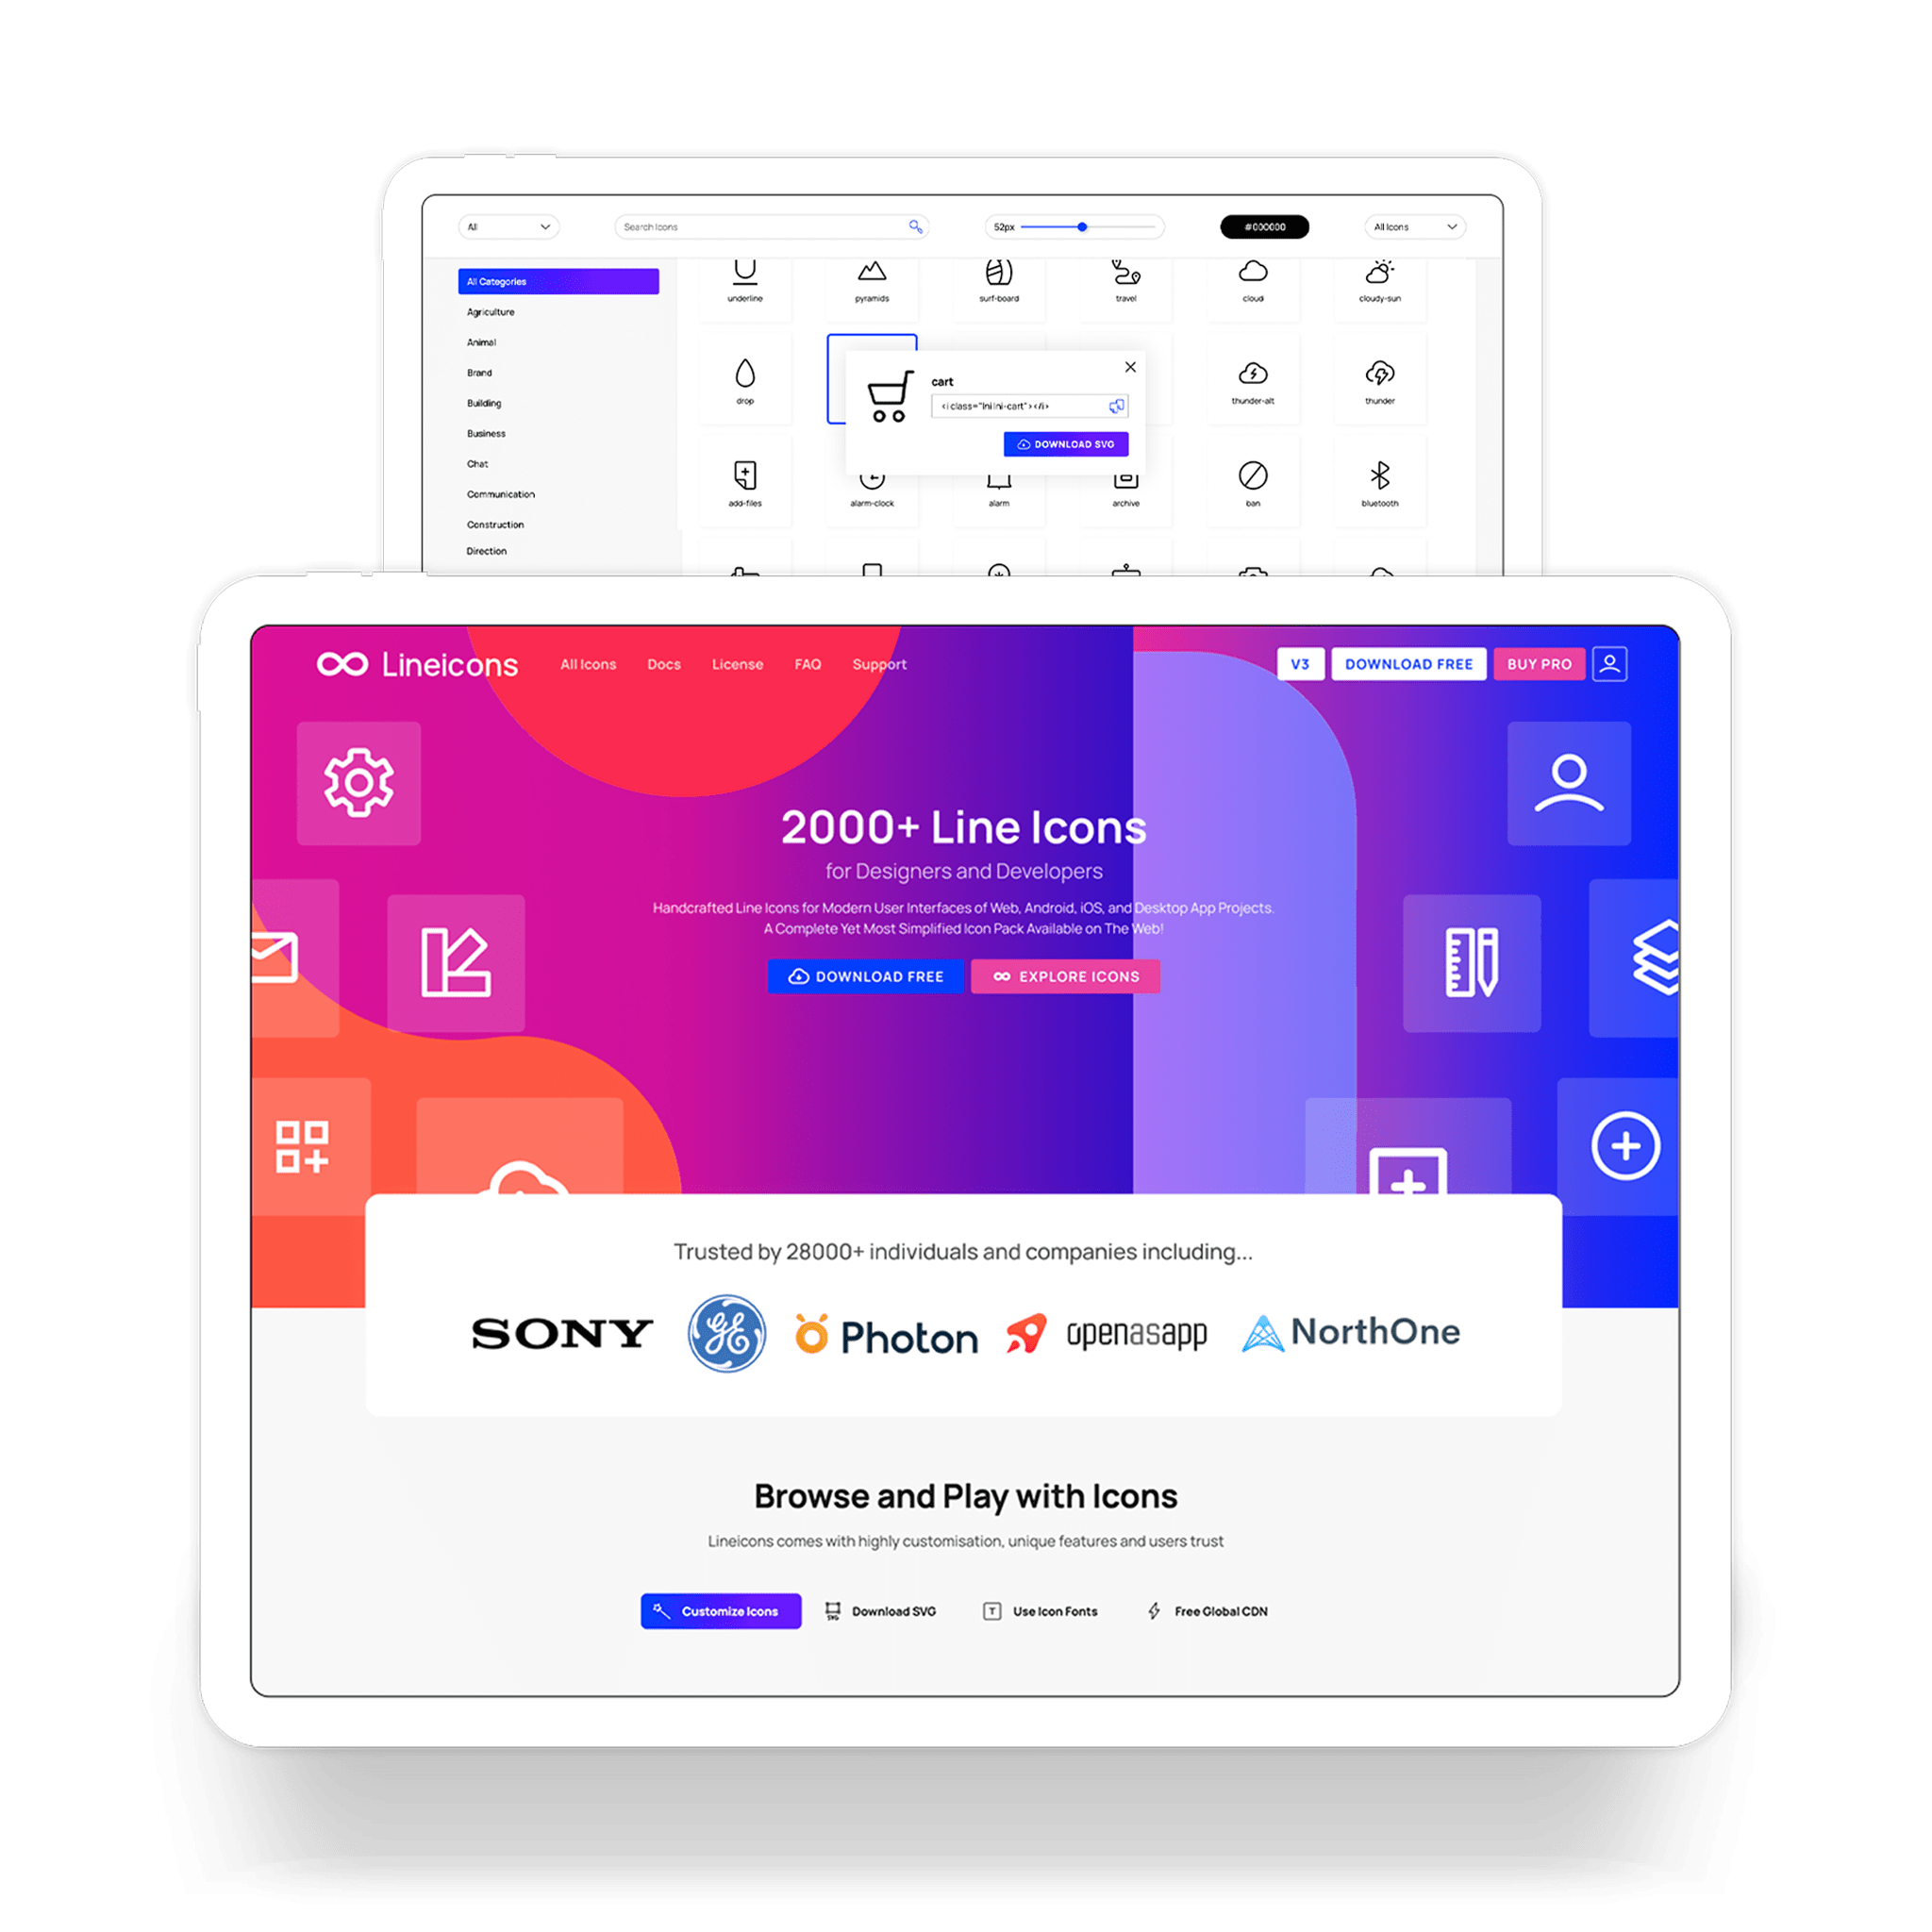 All
Search Icons
52px
#000000
All Icons
All Categories
Agriculture
Animal
Brand
Building
Business
Chat
Communication
Construction
Direction
underline
pyramids
surf-board
travel
cloud
cloudy-sun
drop
cart
<i class="lni lni-cart"></i>
DOWNLOAD SVG
thunder-alt
thunder
add-files
alarm-clock
alarm
archive
ban
bluetooth
Lineicons
All Icons
Docs
License
FAQ
Support
V3
DOWNLOAD FREE
BUY PRO
2000+ Line Icons
for Designers and Developers
Handcrafted Line Icons for Modern User Interfaces of Web, Android, iOS, and Desktop App Projects.
A Complete Yet Most Simplified Icon Pack Available on The Web!
DOWNLOAD FREE
EXPLORE ICONS
Trusted by 28000+ individuals and companies including...
SONY
GE
Photon
openasapp
NorthOne
Browse and Play with Icons
Lineicons comes with highly customisation, unique features and users trust
Customize Icons
SVG
Download SVG
T
Use Icon Fonts
Free Global CDN